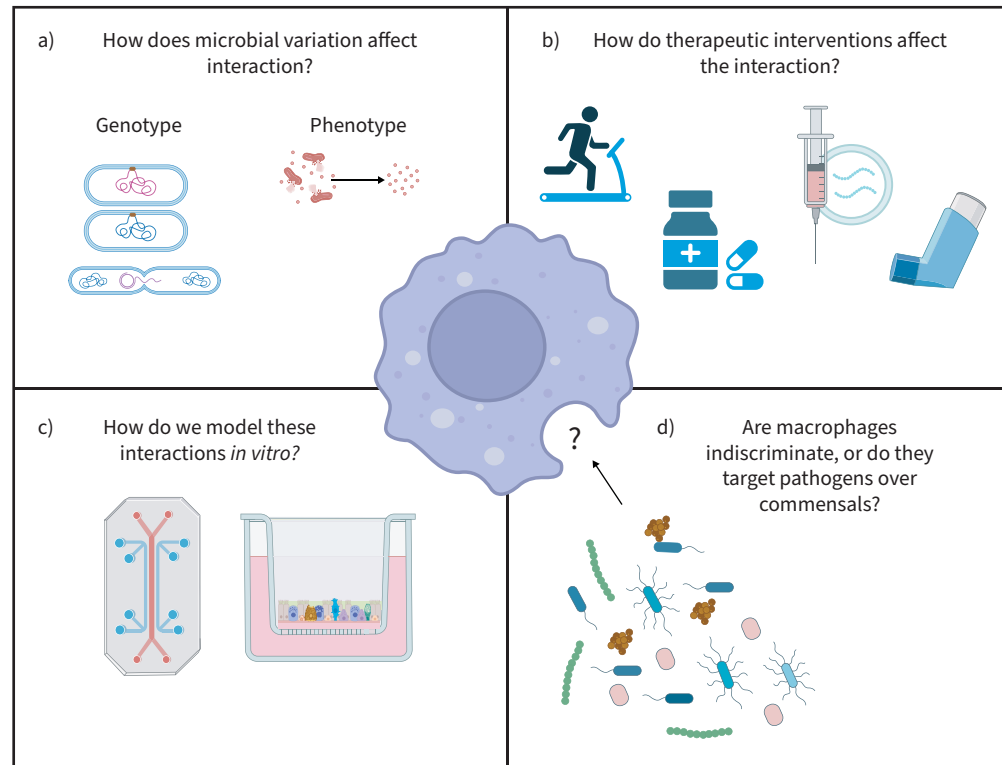 a)
How does microbial variation affect
interaction?
Genotype
Phenotype
b)
How do therapeutic interventions affect
the interaction?
c)
How do we model these
interactions in vitro?
?
d)
Are macrophages
indiscriminate, or do they
target pathogens over
commensals?